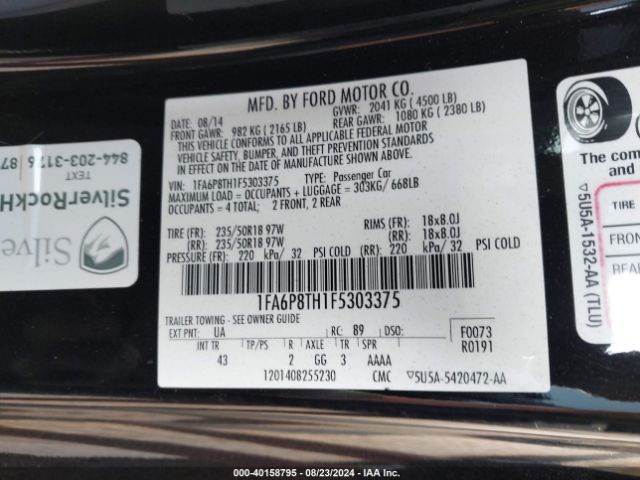 MFD. BY FORD MOTOR CO.
DATE: 08/14
GVWR: 2041 KG ( 4500 LB)
FRONT GAWR: 982 KG ( 2165 LB)
REAR GAWR: 1080 KG ( 2380 LB)
THIS VEHICLE CONFORMS TO ALL APPLICABLE FEDERAL MOTOR
VEHICLE SAFETY, BUMPER, AND THEFT PREVENTION STANDARDS
IN EFFECT ON THE DATE OF MANUFACTURE SHOWN ABOVE.
VIN: 1FA6P8TH1F5303375 TYPE: Passenger Car
MAXIMUM LOAD = OCCUPANTS + LUGGAGE = 303KG/ 668LB
OCCUPANTS = 4 TOTAL; 2 FRONT, 2 REAR
TIRE (FR): 235/50R18 97W RIMS (FR): 18x8.0J
(RR): 235/50R18 97W (RR): 18x8.0J
PRESSURE (FR): 220 kPa/ 32 PSI COLD (RR): 220 kPa/ 32 PSI COLD
1FA6P8TH1F5303375
TRAILER TOWING - SEE OWNER GUIDE
EXT PNT: UA RC: 89 DSO: F0073
INT TR TP/PS R AXLE TR SPR R0191
43 2 GG 3 AAAA
1201408255230 CMC ▽5U5A-5420472-AA
844-203-3176
TEXT
SilverRockH
Silve
The com
and
TIRE
FRONT
REAR
▽5U5A-1532-AA (TLU)
000-40158795 - 08/23/2024 - IAA Inc.